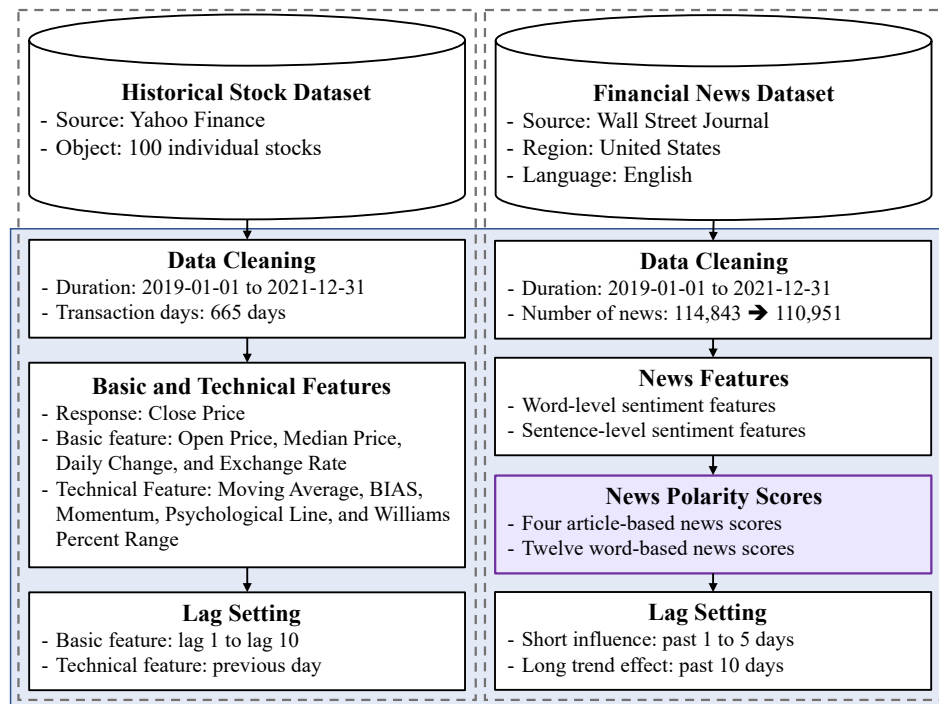 Historical Stock Dataset
- Source: Yahoo Finance
- Object: 100 individual stocks
Data Cleaning
- Duration: 2019-01-01 to 2021-12-31
- Transaction days: 665 days
Basic and Technical Features
- Response: Close Price
- Basic feature: Open Price, Median Price,
Daily Change, and Exchange Rate
- Technical Feature: Moving Average, BIAS,
Momentum, Psychological Line, and Williams
Percent Range
Lag Setting
- Basic feature: lag 1 to lag 10
- Technical feature: previous day
Financial News Dataset
- Source: Wall Street Journal
- Region: United States
- Language: English
Data Cleaning
- Duration: 2019-01-01 to 2021-12-31
- Number of news: 114,843 ➔ 110,951
News Features
- Word-level sentiment features
- Sentence-level sentiment features
News Polarity Scores
- Four article-based news scores
- Twelve word-based news scores
Lag Setting
- Short influence: past 1 to 5 days
- Long trend effect: past 10 days